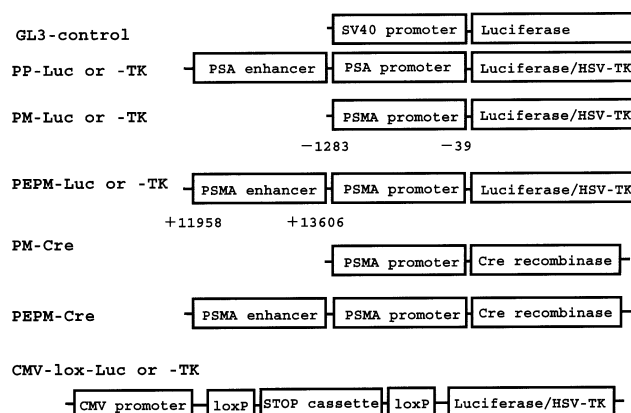 GL3-control SV40 promoter Luciferase
PP-Luc or -TK PSA enhancer PSA promoter Luciferase/HSV-TK
PM-Luc or -TK PSMA promoter Luciferase/HSV-TK
−1283 −39
PEPM-Luc or -TK PSMA enhancer PSMA promoter Luciferase/HSV-TK
+11958 +13606
PM-Cre PSMA promoter Cre recombinase
PEPM-Cre PSMA enhancer PSMA promoter Cre recombinase
CMV-lox-Luc or -TK
CMV promoter loxP STOP cassette loxP Luciferase/HSV-TK